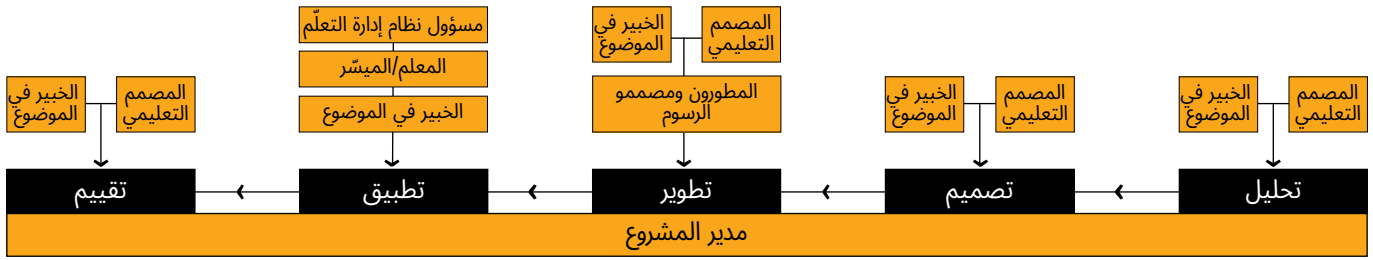 المصمم
التعليمي
الخبير في
الموضوع
تحليل
المصمم
التعليمي
الخبير في
الموضوع
تصميم
المصمم
التعليمي
الخبير في
الموضوع
المطورون ومصممو
الرسوم
تطوير
مسؤول نظام إدارة التعلّم
المعلم/الميسّر
الخبير في الموضوع
تطبيق
المصمم
التعليمي
الخبير في
الموضوع
تقييم
مدير المشروع